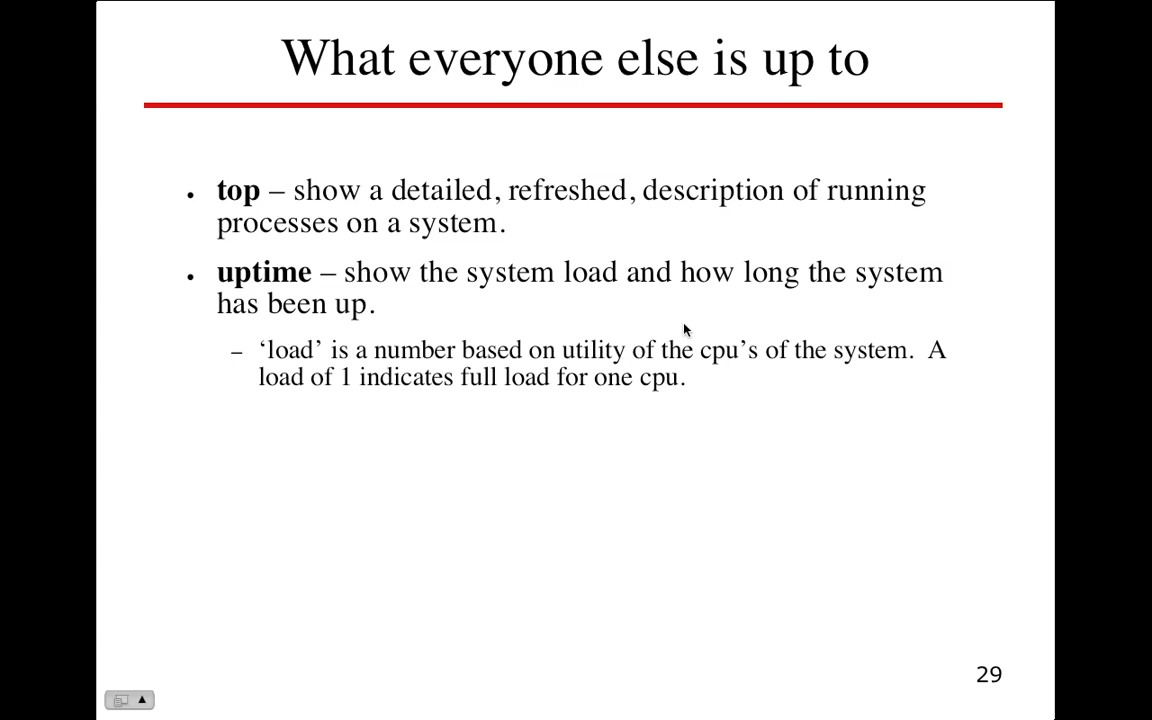 What everyone else is up to
• top – show a detailed, refreshed, description of running
processes on a system.
• uptime – show the system load and how long the system
has been up.
– ‘load’ is a number based on utility of the cpu’s of the system.  A
load of 1 indicates full load for one cpu.
29